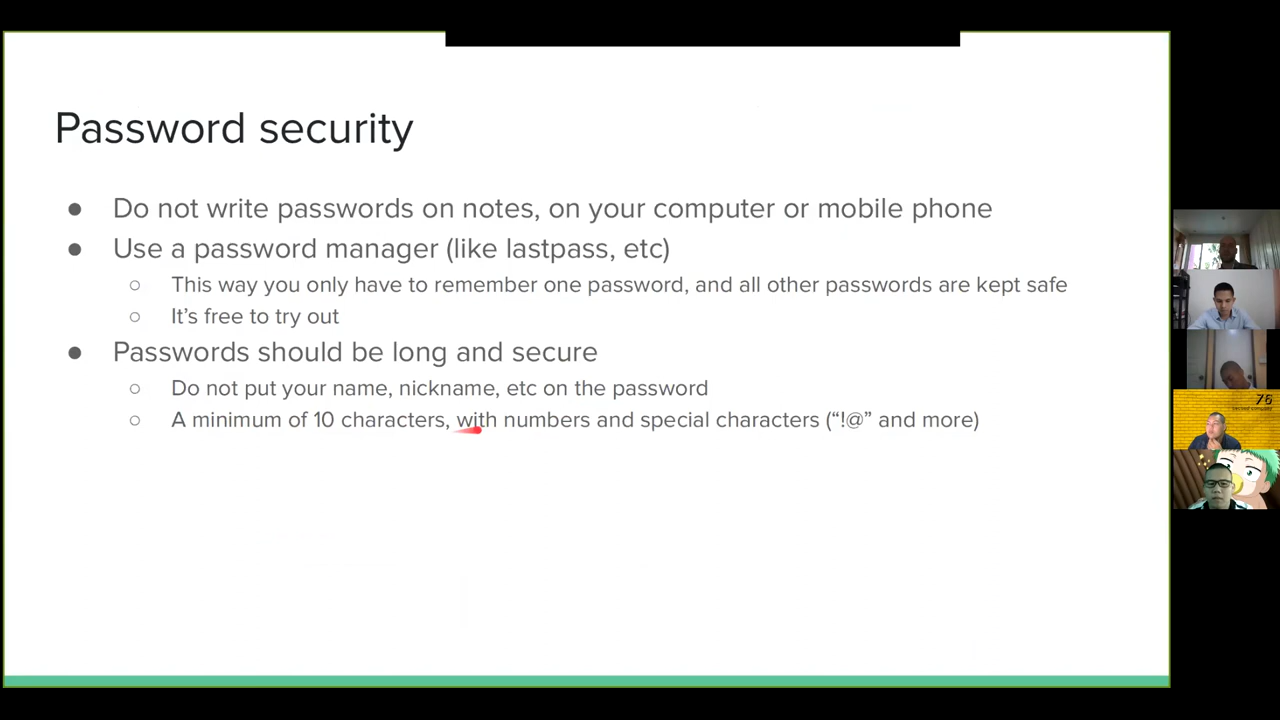 Password security
● Do not write passwords on notes, on your computer or mobile phone
● Use a password manager (like lastpass, etc)
○ This way you only have to remember one password, and all other passwords are kept safe
○ It’s free to try out
● Passwords should be long and secure
○ Do not put your name, nickname, etc on the password
○ A minimum of 10 characters, with numbers and special characters (“!@” and more)
76